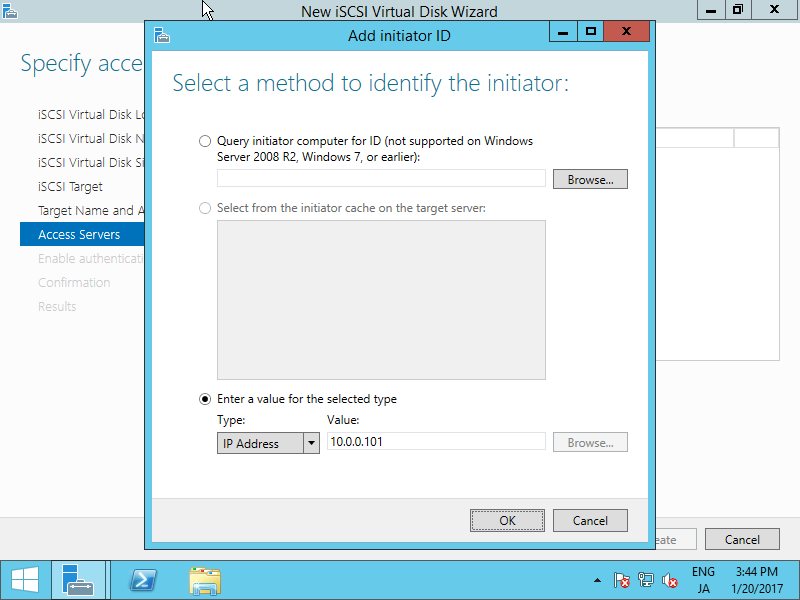 New iSCSI Virtual Disk Wizard
Add initiator ID
Specify acce
Select a method to identify the initiator:
iSCSI Virtual Disk Lo
iSCSI Virtual Disk N
iSCSI Virtual Disk Si
iSCSI Target
Target Name and A
Access Servers
Enable authenticati
Confirmation
Results
Query initiator computer for ID (not supported on Windows
Server 2008 R2, Windows 7, or earlier):
Browse...
Select from the initiator cache on the target server:
Enter a value for the selected type
Type: Value:
IP Address 10.0.0.101 Browse...
OK Cancel
eate Cancel
ENG 3:44 PM
JA 1/20/2017